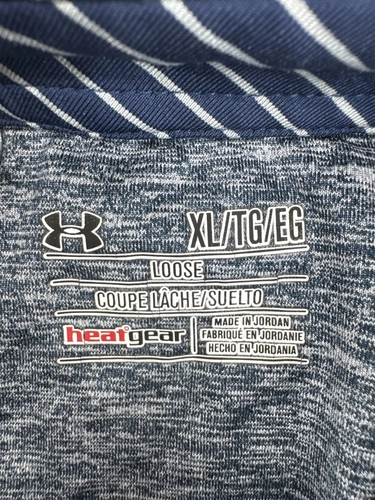 XL/TG/EG
LOOSE
COUPE LÂCHE/SUELTO
heatgear
MADE IN JORDAN
FABRIQUÉ EN JORDANIE
HECHO EN JORDANIA